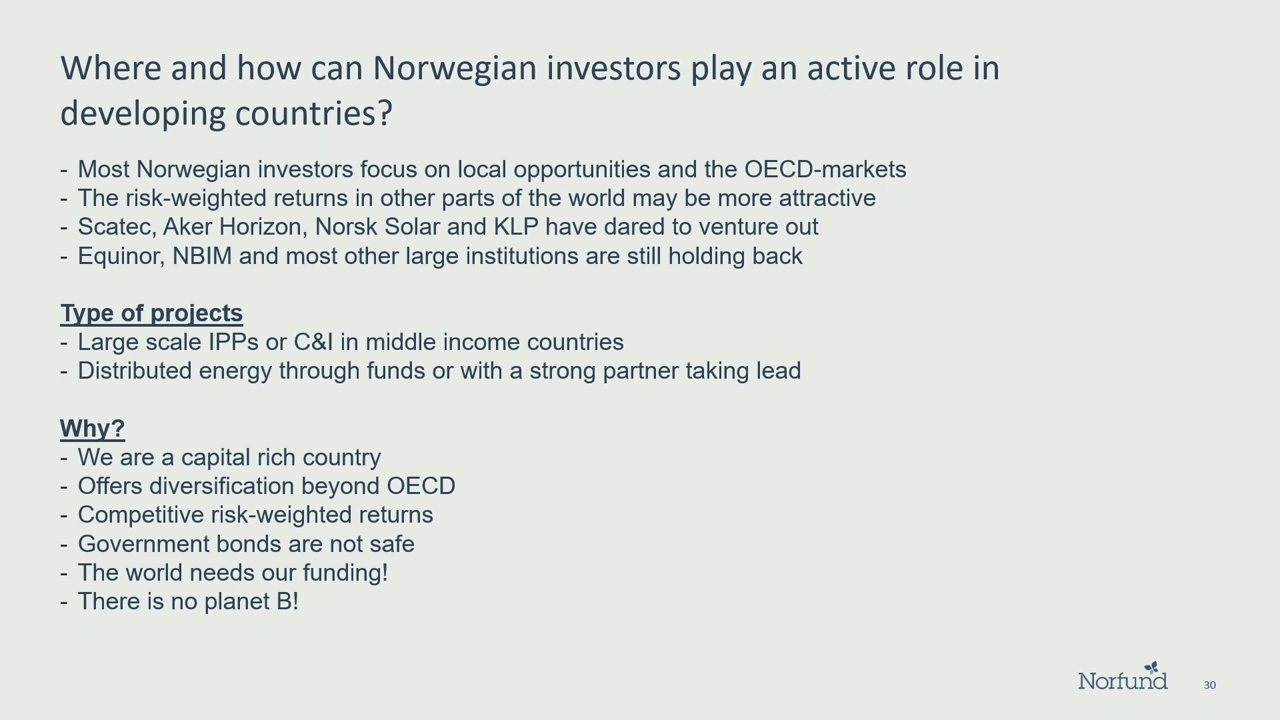 Where and how can Norwegian investors play an active role in
developing countries?
- Most Norwegian investors focus on local opportunities and the OECD-markets
- The risk-weighted returns in other parts of the world may be more attractive
- Scatec, Aker Horizon, Norsk Solar and KLP have dared to venture out
- Equinor, NBIM and most other large institutions are still holding back
Type of projects
- Large scale IPPs or C&I in middle income countries
- Distributed energy through funds or with a strong partner taking lead
Why?
- We are a capital rich country
- Offers diversification beyond OECD
- Competitive risk-weighted returns
- Government bonds are not safe
- The world needs our funding!
- There is no planet B!
Norfund
30